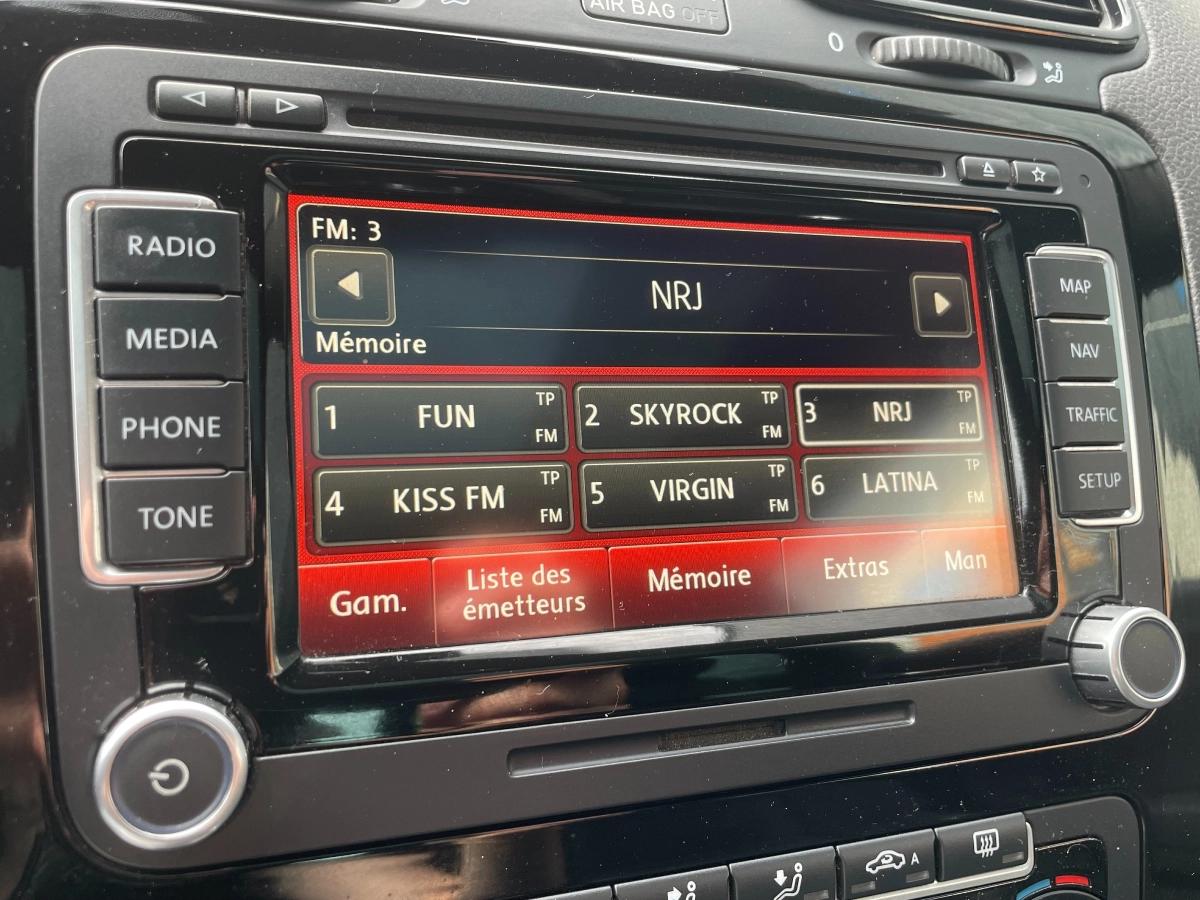 AIR BAG OFF
0
RADIO
MEDIA
PHONE
TONE
FM: 3
NRJ
Mémoire
1 FUN TP FM
2 SKYROCK TP FM
3 NRJ TP FM
4 KISS FM TP FM
5 VIRGIN TP FM
6 LATINA TP FM
Gam.
Liste des
émetteurs
Mémoire
Extras
Man
MAP
NAV
TRAFFIC
SETUP
A